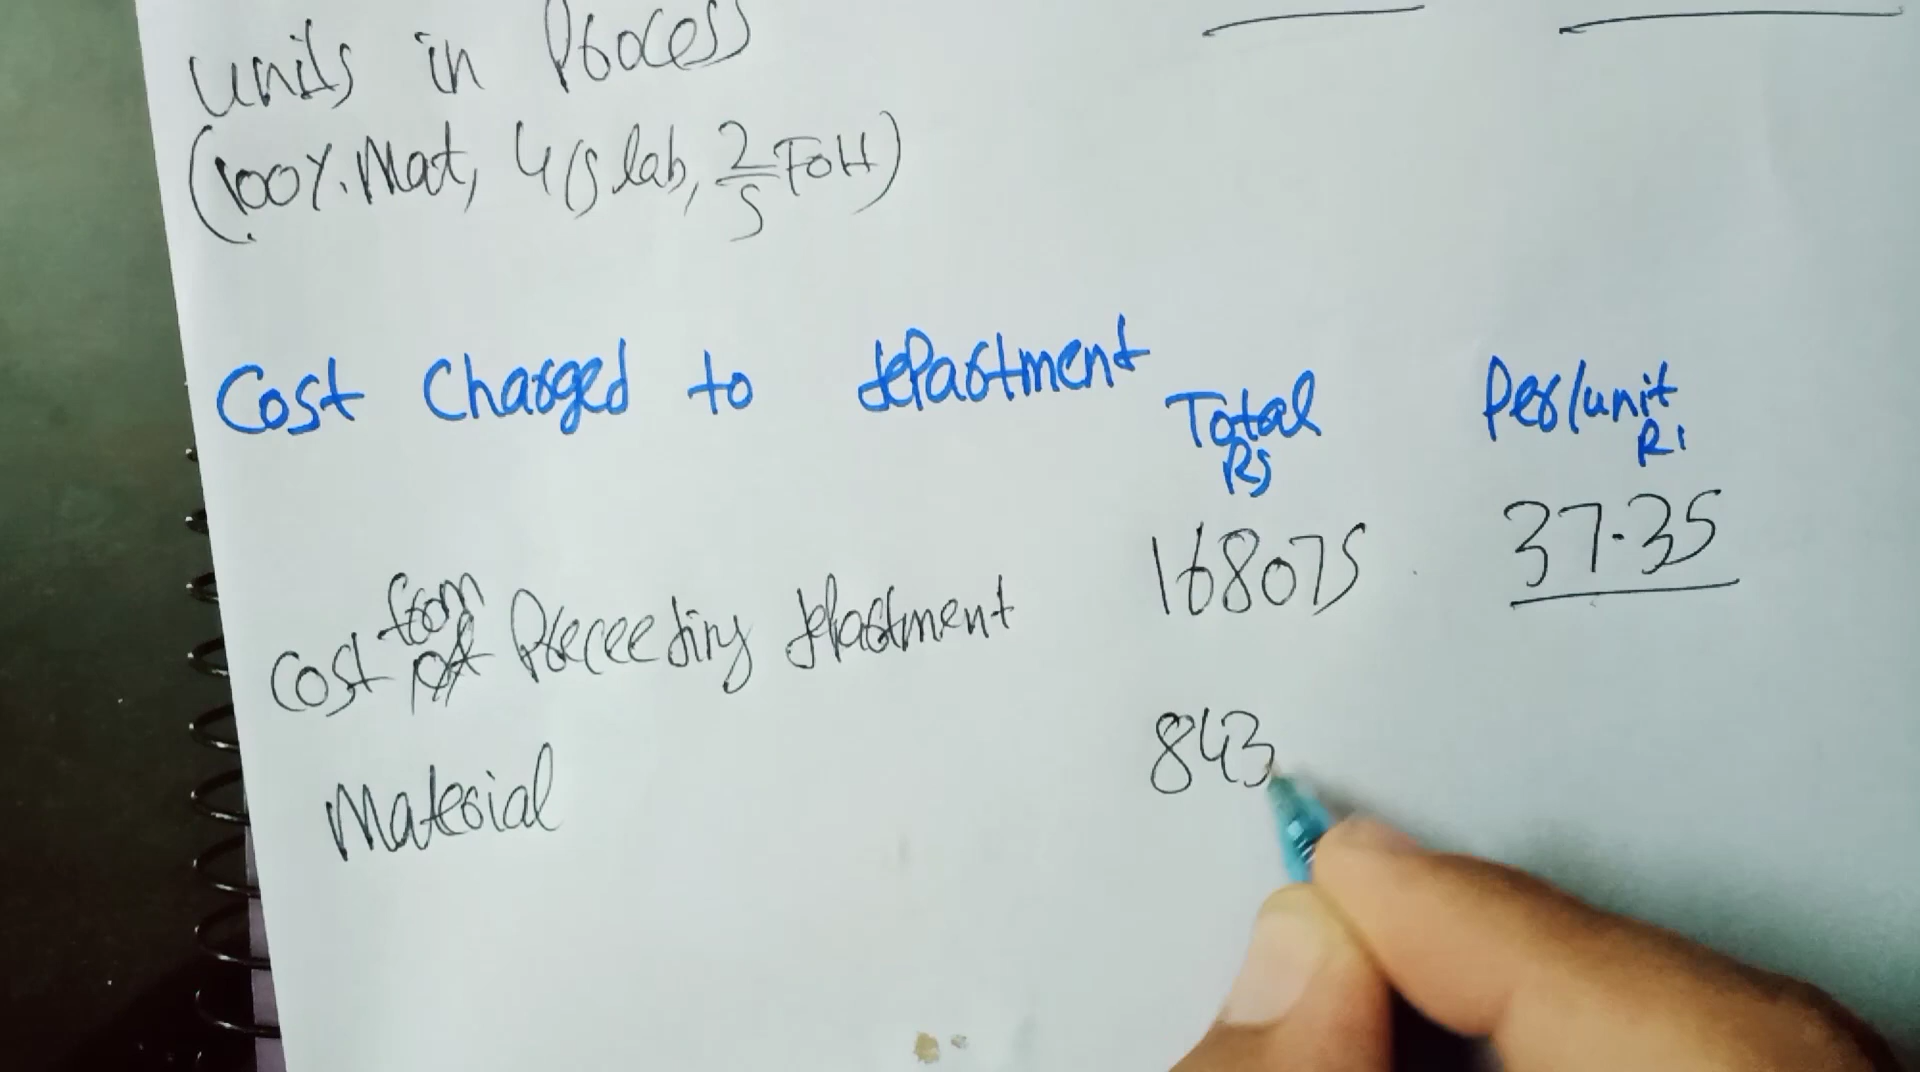 units in Process
(100%. Mat, 4/5 lab, 2/5 FOH)
Cost Charged to department Total Rs Per/unit Rs
Cost from Preceeding department 168075 37.35
Material 843